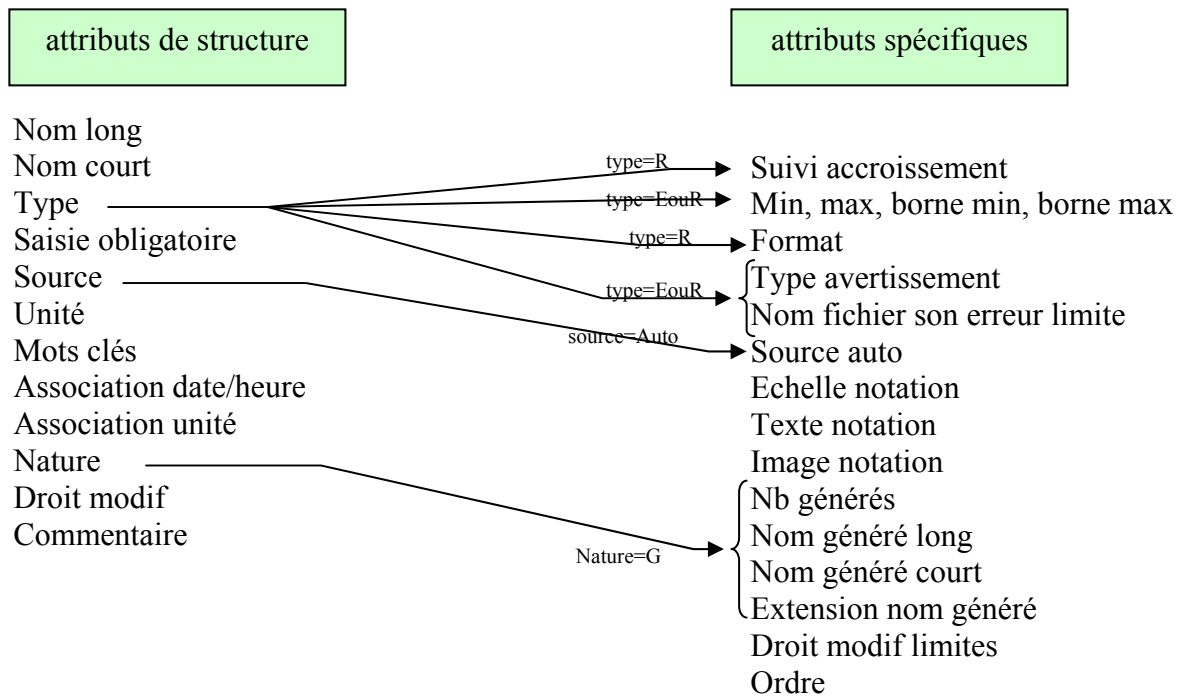 attributs de structure
attributs spécifiques
Nom long
Nom court
Type
Saisie obligatoire
Source
Unité
Mots clés
Association date/heure
Association unité
Nature
Droit modif
Commentaire
type=R
type=EouR
type=R
type=EouR
source=Auto
Nature=G
Suivi accroissement
Min, max, borne min, borne max
Format
Type avertissement
Nom fichier son erreur limite
Source auto
Echelle notation
Texte notation
Image notation
Nb générés
Nom généré long
Nom généré court
Extension nom généré
Droit modif limites
Ordre